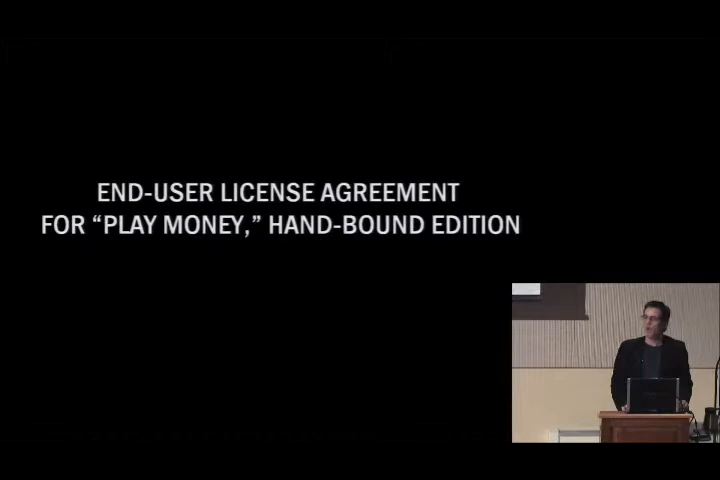 END-USER LICENSE AGREEMENT
FOR “PLAY MONEY,” HAND-BOUND EDITION